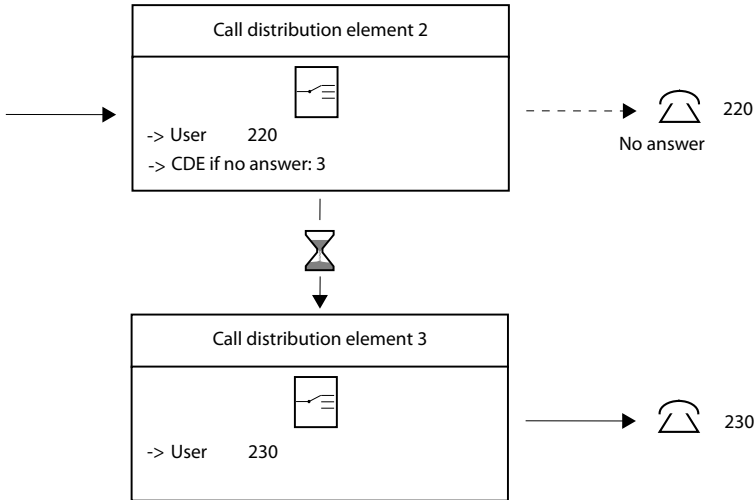 Call distribution element 2
-> User 220
-> CDE if no answer: 3
220
No answer
Call distribution element 3
-> User 230
230